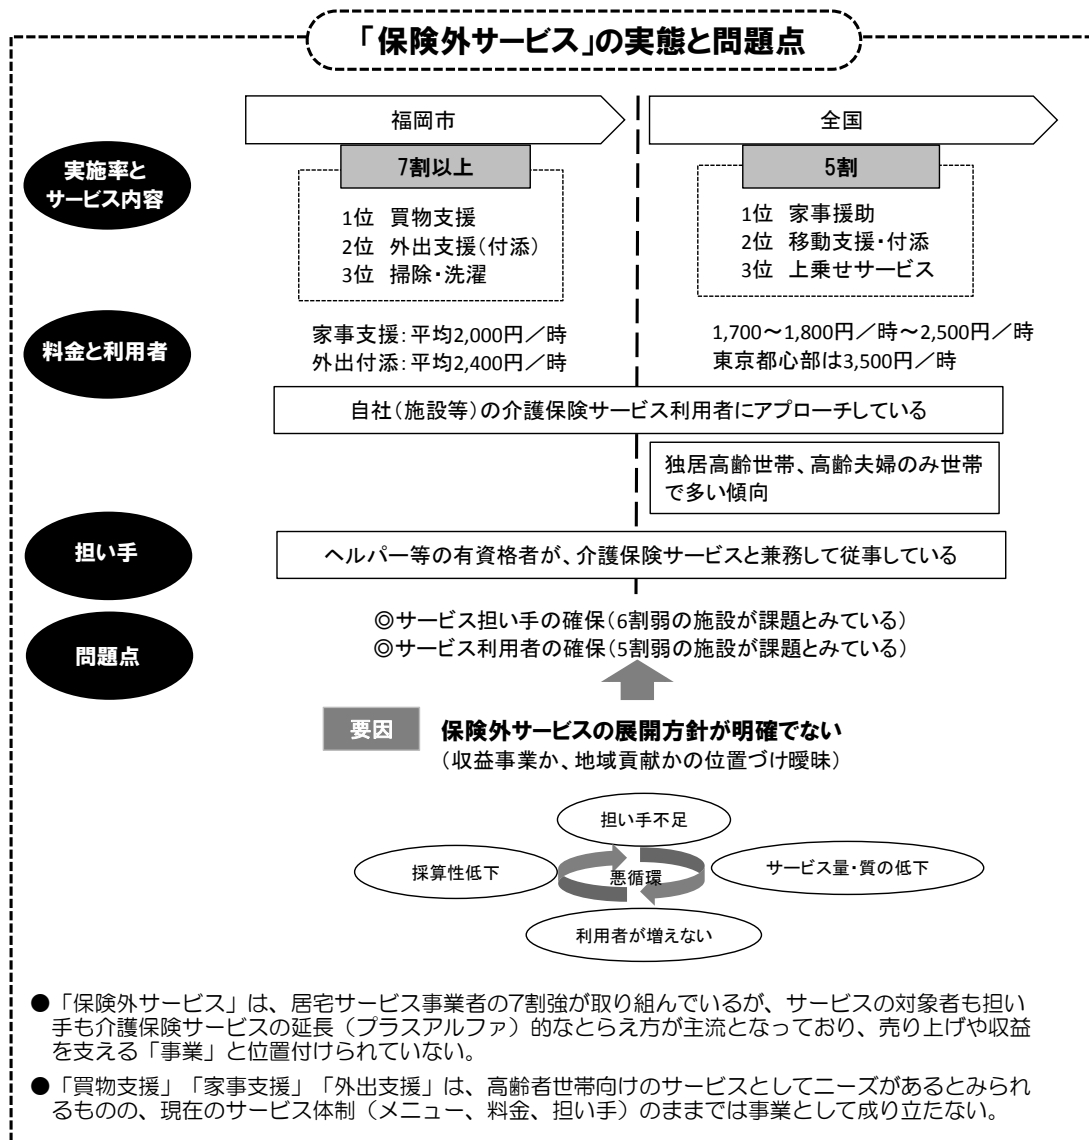 「保険外サービス」の実態と問題点
福岡市
全国
実施率と
サービス内容
7割以上
1位 買物支援
2位 外出支援(付添)
3位 掃除・洗濯
5割
1位 家事援助
2位 移動支援・付添
3位 上乗せサービス
料金と利用者
家事支援:平均2,000円/時
外出付添:平均2,400円/時
1,700～1,800円/時～2,500円/時
東京都心部は3,500円/時
自社(施設等)の介護保険サービス利用者にアプローチしている
独居高齢世帯、高齢夫婦のみ世帯
で多い傾向
担い手
ヘルパー等の有資格者が、介護保険サービスと兼務して従事している
問題点
◎サービス担い手の確保(6割弱の施設が課題とみている)
◎サービス利用者の確保(5割弱の施設が課題とみている)
要因
保険外サービスの展開方針が明確でない
(収益事業か、地域貢献かの位置づけ曖昧)
担い手不足
採算性低下
悪循環
サービス量・質の低下
利用者が増えない
●「保険外サービス」は、居宅サービス事業者の7割強が取り組んでいるが、サービスの対象者も担い
手も介護保険サービスの延長（プラスアルファ）的なとらえ方が主流となっており、売り上げや収益
を支える「事業」と位置付けられていない。
●「買物支援」「家事支援」「外出支援」は、高齢者世帯向けのサービスとしてニーズがあるとみられ
るものの、現在のサービス体制（メニュー、料金、担い手）のままでは事業として成り立たない。